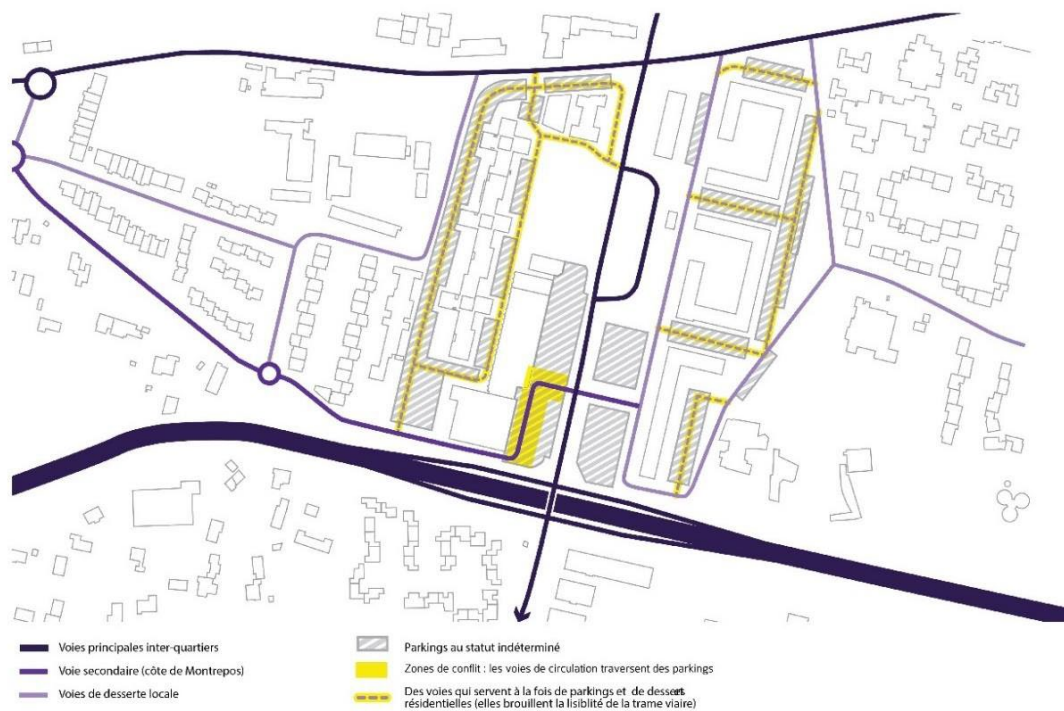 Voies principales inter-quartiers
Voie secondaire (côte de Montrepos)
Voies de desserte locale
Parkings au statut indéterminé
Zones de conflit : les voies de circulation traversent des parkings
Des voies qui servent à la fois de parkings et de
résidentielles (elles brouillent la lisiblité de la trame viaire)